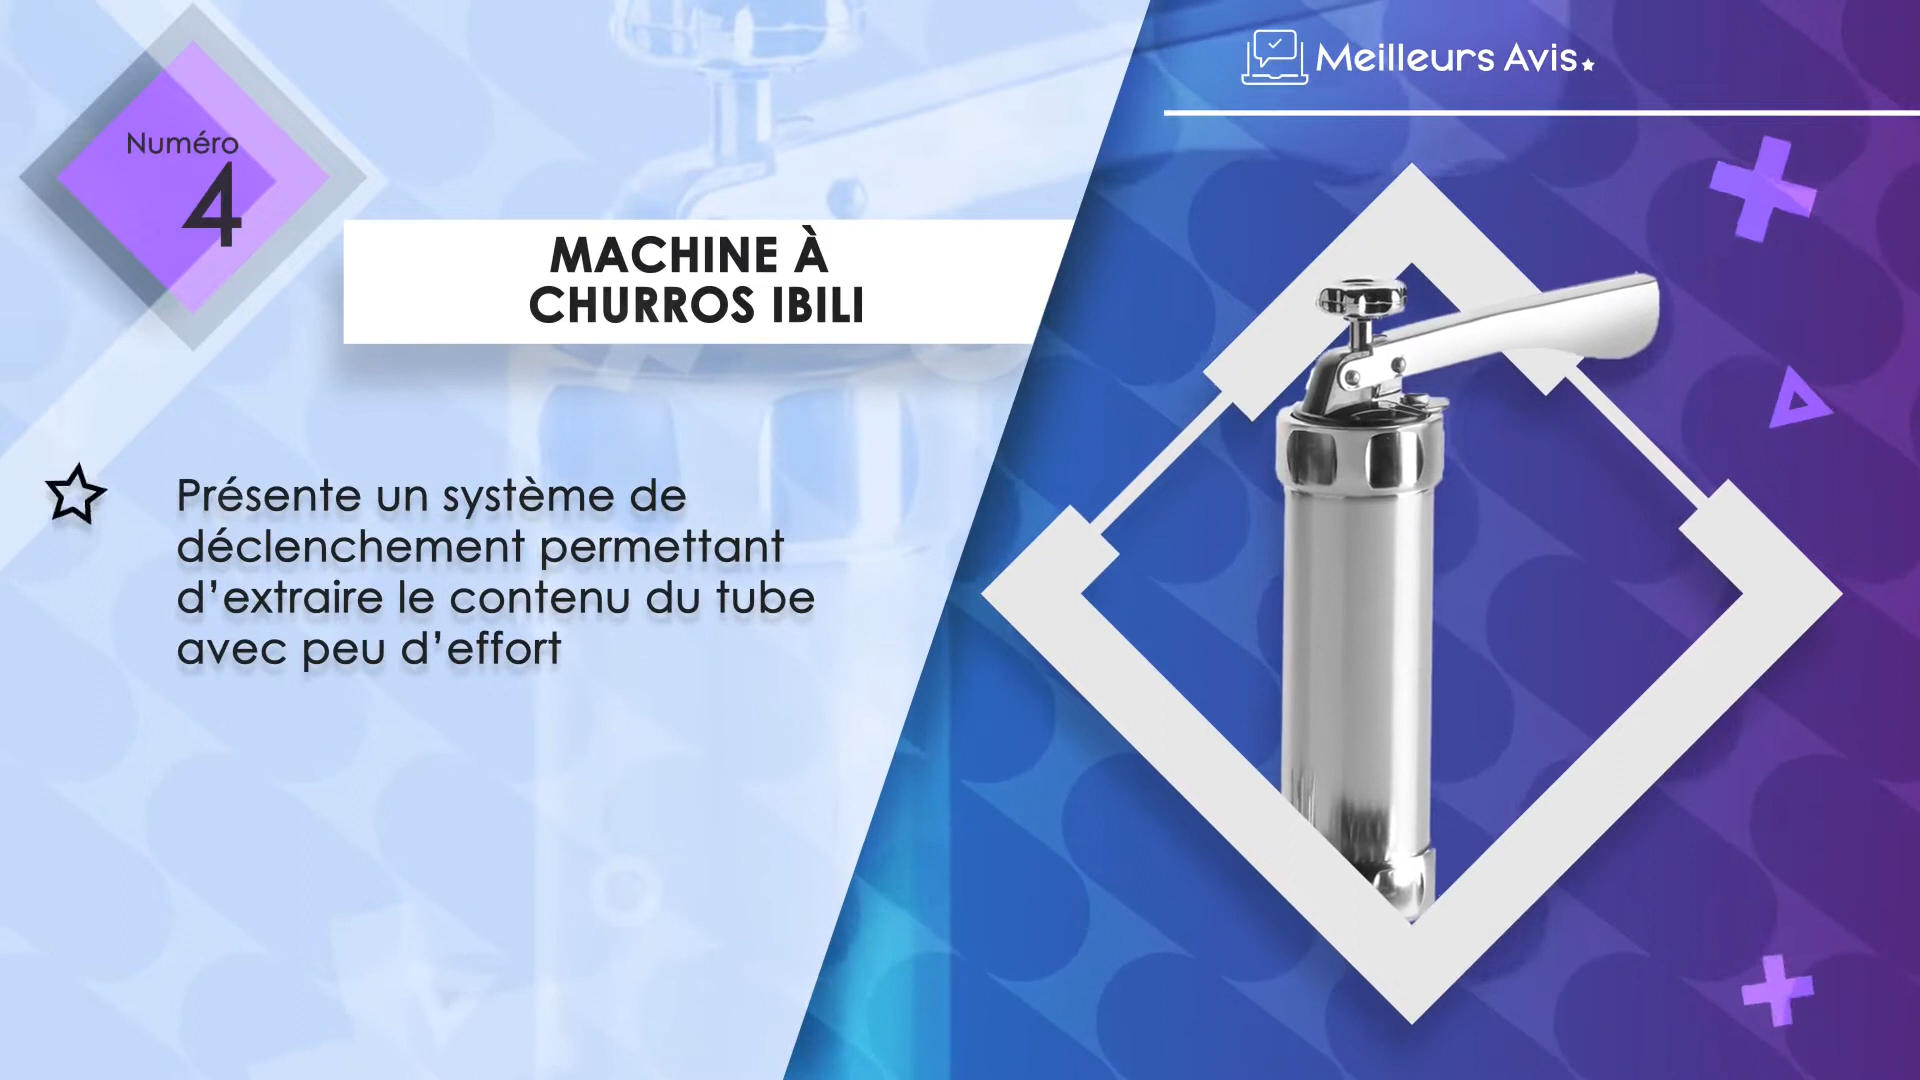 Numéro
4
Meilleurs Avis
MACHINE À
CHURROS IBILI
Présente un système de
déclenchement permettant
d’extraire le contenu du tube
avec peu d’effort